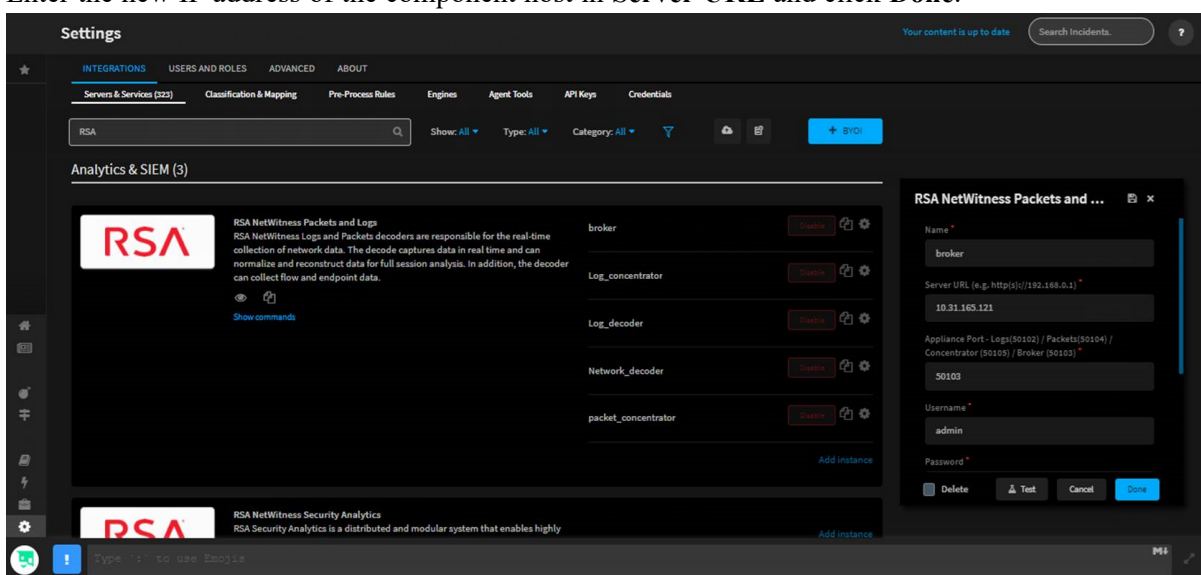 Enter the new IP address of the component host in Server URL and click Done.
Settings
Your content is up to date
Search Incidents.
?
INTEGRATIONS USERS AND ROLES ADVANCED ABOUT
Servers & Services (323) Classification & Mapping Pre-Process Rules Engines Agent Tools API Keys Credentials
RSA
Show: All Type: All Category: All
+ BYOI
Analytics & SIEM (3)
RSA
RSA NetWitness Packets and Logs
RSA NetWitness Logs and Packets decoders are responsible for the real-time
collection of network data. The decode captures data in real time and can
normalize and reconstruct data for full session analysis. In addition, the decoder
can collect flow and endpoint data.
Show commands
broker Disable
Log_concentrator Disable
Log_decoder Disable
Network_decoder Disable
packet_concentrator Disable
Add instance
RSA
RSA NetWitness Security Analytics
RSA Security Analytics is a distributed and modular system that enables highly
Add instance
RSA NetWitness Packets and ... ×
Name *
broker
Server URL (e.g. http(s)://192.168.0.1) *
10.31.165.121
Appliance Port - Logs(50102) / Packets(50104) /
Concentrator (50105) / Broker (50103) *
50103
Username *
admin
Password *
Delete Test Cancel Done
! Type ':' to use Emojis
M↓